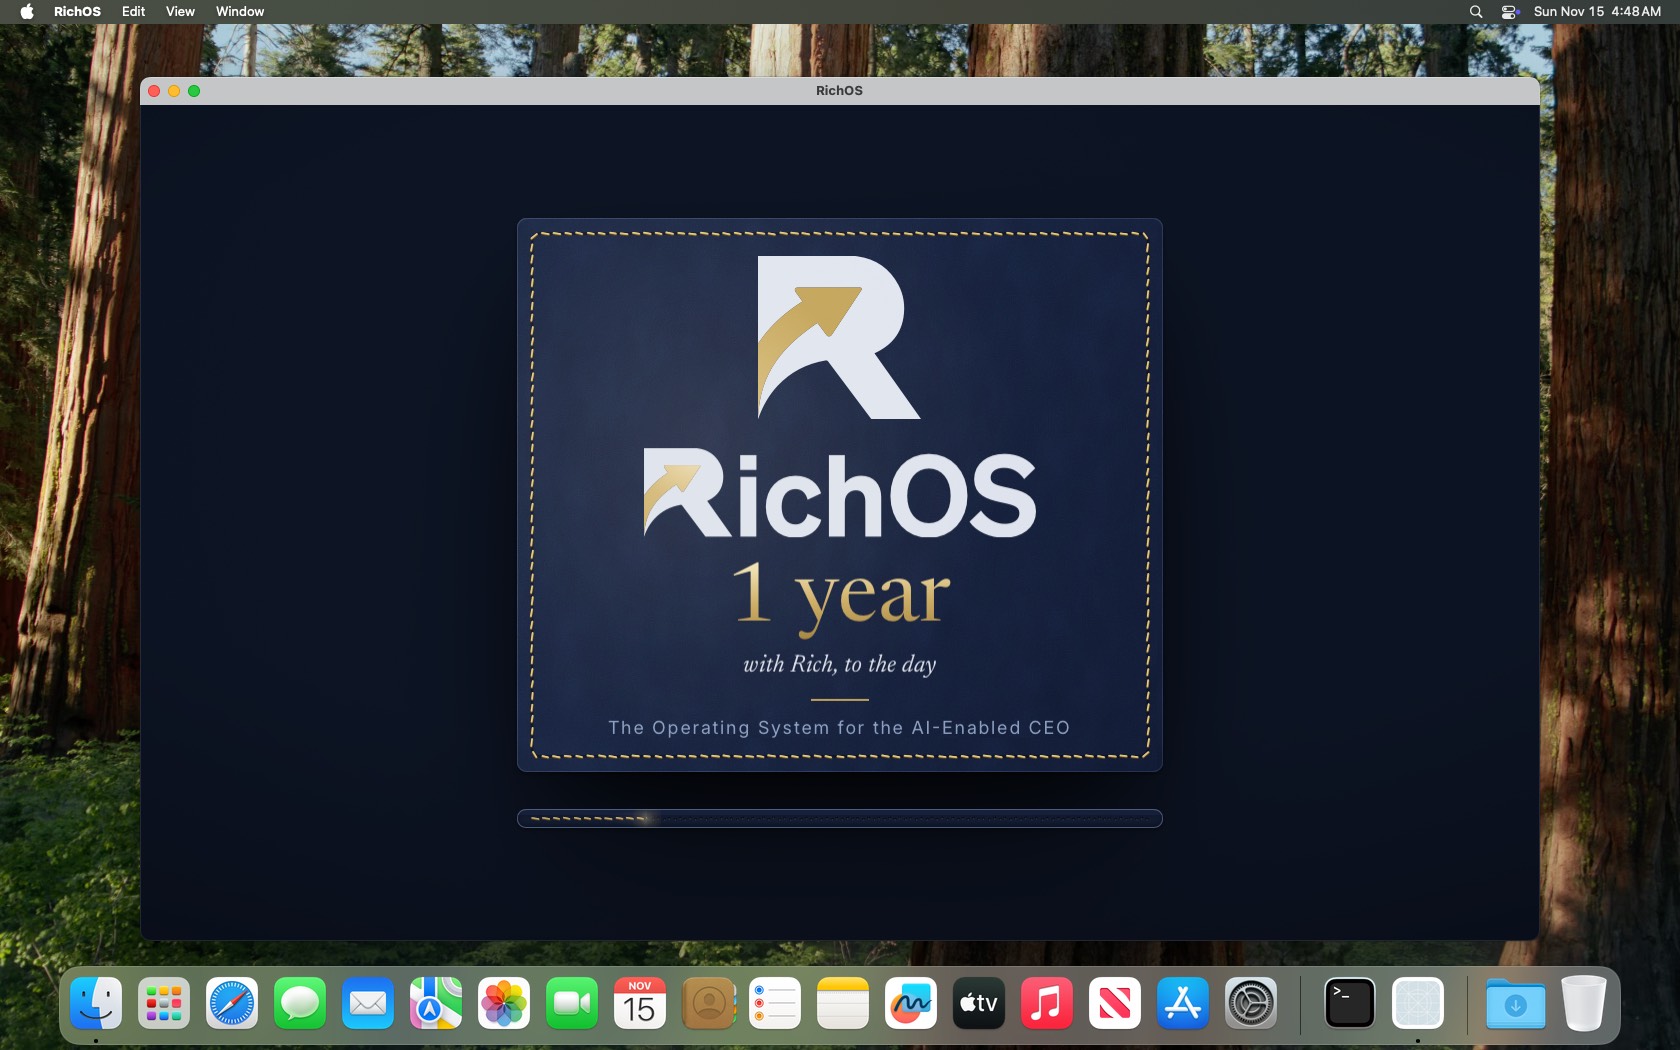 RichOS Edit View Window Sun Nov 15 4:48 AM
RichOS
R
RichOS
1 year
with Rich, to the day
The Operating System for the AI-Enabled CEO
NOV
15
tv
>_